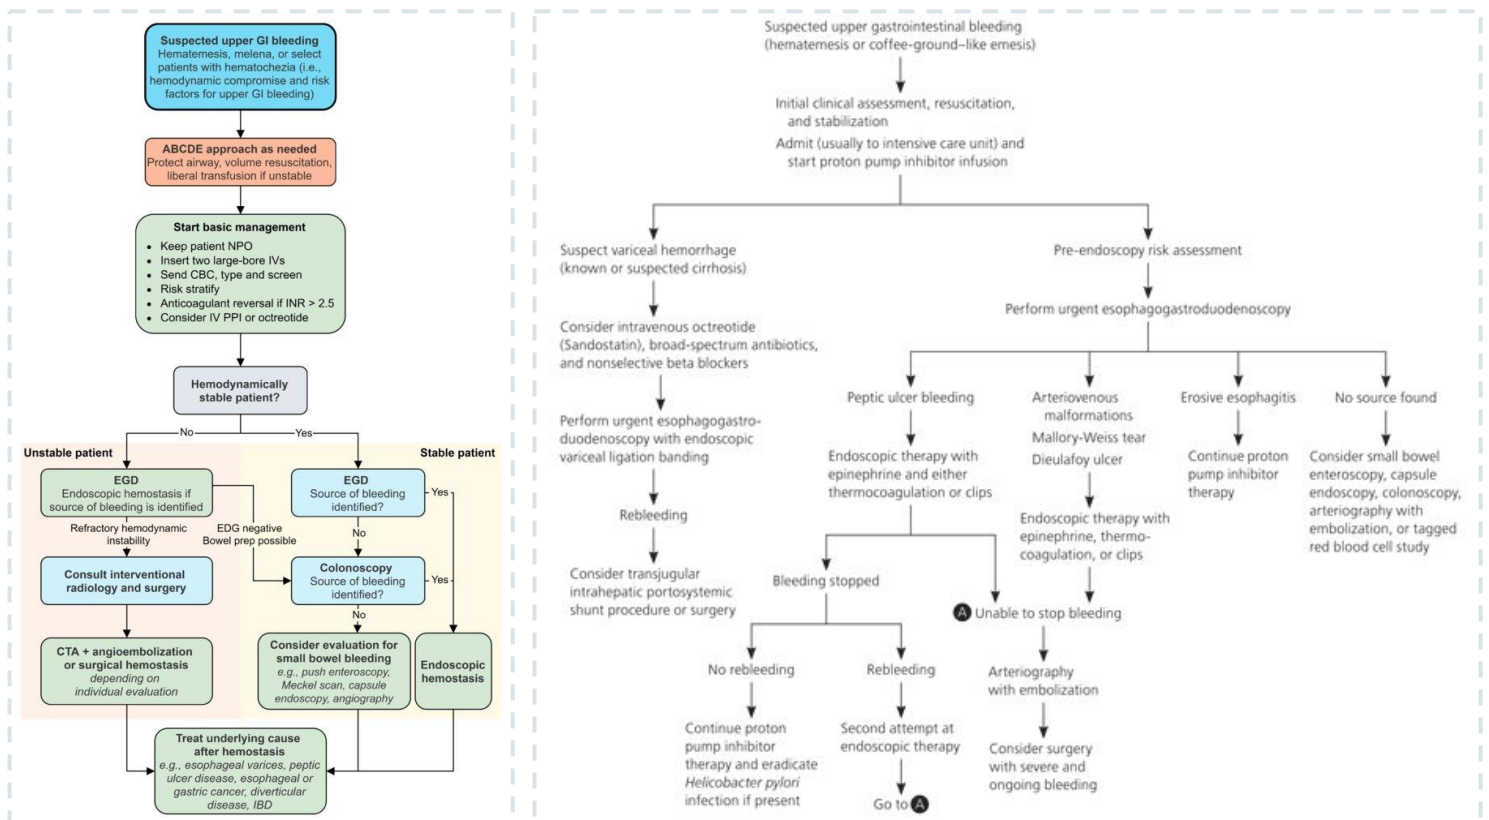 Suspected upper GI bleeding
Hematemesis, melena, or select
patients with hematochezia (i.e.,
hemodynamic compromise and risk
factors for upper GI bleeding)
ABCDE approach as needed
Protect airway, volume resuscitation,
liberal transfusion if unstable
Start basic management
• Keep patient NPO
• Insert two large-bore IVs
• Send CBC, type and screen
• Risk stratify
• Anticoagulant reversal if INR > 2.5
• Consider IV PPI or octreotide
Hemodynamically
stable patient?
No
Yes
Unstable patient
Stable patient
EGD
Endoscopic hemostasis if
source of bleeding is identified
EGD
Source of bleeding
identified?
Yes
Refractory hemodynamic
instability
EDG negative
Bowel prep possible
No
Consult interventional
radiology and surgery
Colonoscopy
Source of bleeding
identified?
Yes
No
CTA + angioembolization
or surgical hemostasis
depending on
individual evaluation
Consider evaluation for
small bowel bleeding
e.g., push enteroscopy,
Meckel scan, capsule
endoscopy, angiography
Endoscopic
hemostasis
Treat underlying cause
after hemostasis
e.g., esophageal varices, peptic
ulcer disease, esophageal or
gastric cancer, diverticular
disease, IBD
Suspected upper gastrointestinal bleeding
(hematemesis or coffee-ground–like emesis)
Initial clinical assessment, resuscitation,
and stabilization
Admit (usually to intensive care unit) and
start proton pump inhibitor infusion
Suspect variceal hemorrhage
(known or suspected cirrhosis)
Consider intravenous octreotide
(Sandostatin), broad-spectrum antibiotics,
and nonselective beta blockers
Perform urgent esophagogastro-
duodenoscopy with endoscopic
variceal ligation banding
Rebleeding
Consider transjugular
intrahepatic portosystemic
shunt procedure or surgery
Pre-endoscopy risk assessment
Perform urgent esophagogastroduodenoscopy
Peptic ulcer bleeding
Endoscopic therapy with
epinephrine and either
thermocoagulation or clips
Bleeding stopped
No rebleeding
Continue proton
pump inhibitor
therapy and eradicate
Helicobacter pylori
infection if present
Rebleeding
Second attempt at
endoscopic therapy
Go to A
Arteriovenous
malformations
Mallory-Weiss tear
Dieulafoy ulcer
Endoscopic therapy with
epinephrine, thermo-
coagulation, or clips
A Unable to stop bleeding
Arteriography
with embolization
Consider surgery
with severe and
ongoing bleeding
Erosive esophagitis
Continue proton
pump inhibitor
therapy
No source found
Consider small bowel
enteroscopy, capsule
endoscopy, colonoscopy,
arteriography with
embolization, or tagged
red blood cell study